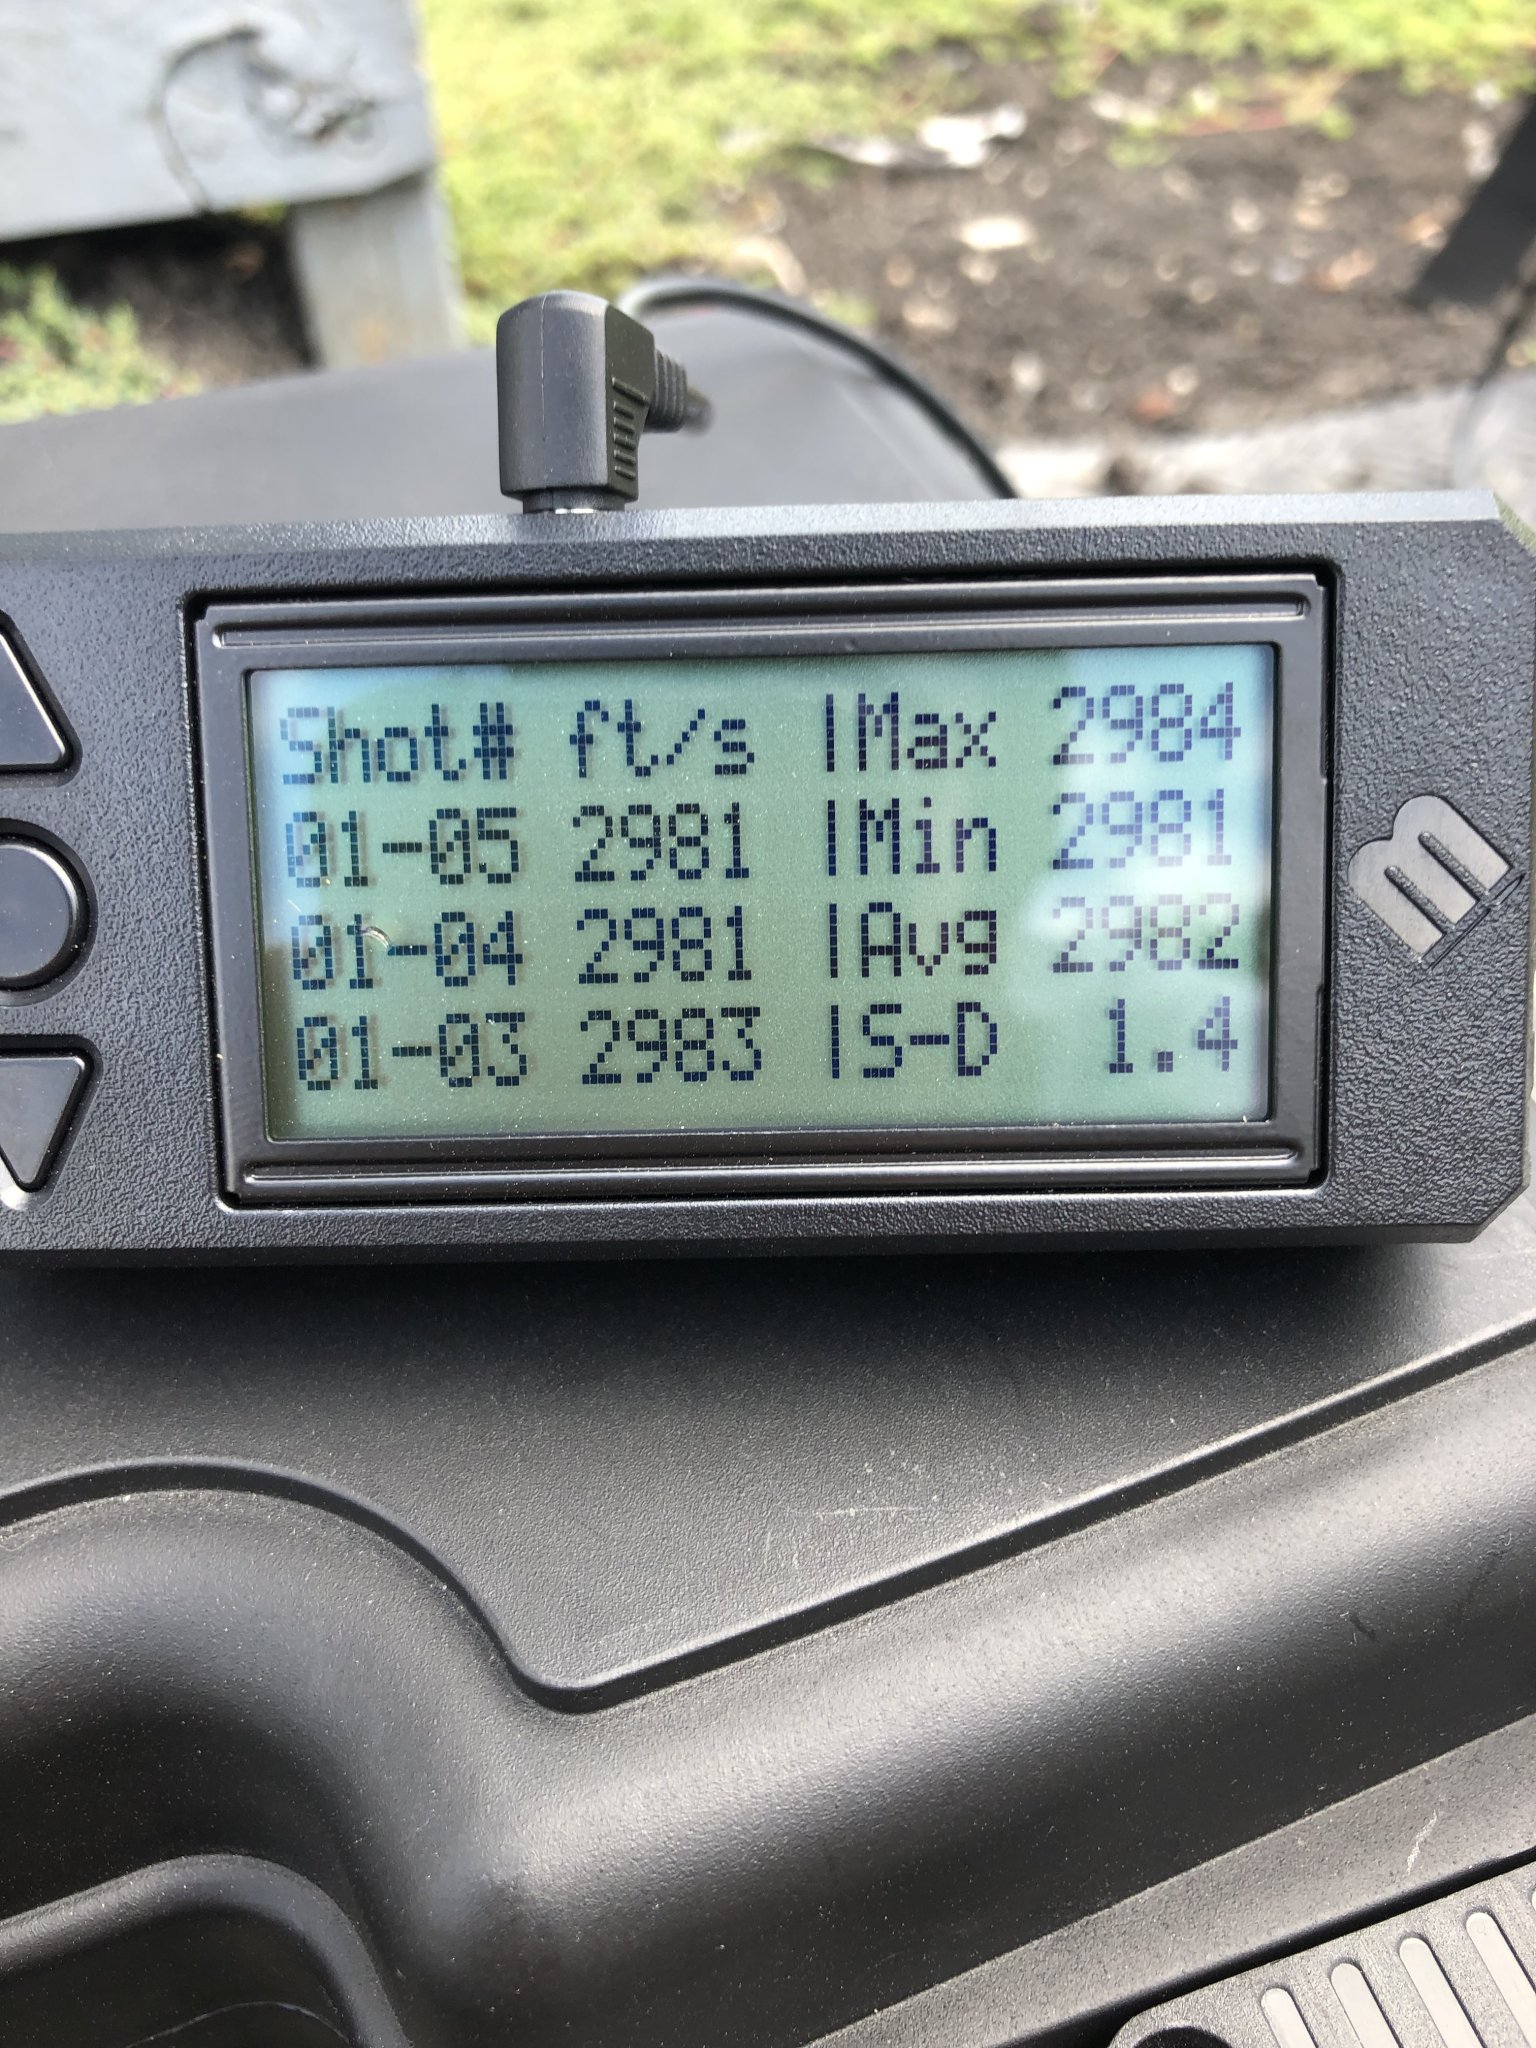 Shot# ft/s |Max 2984
01-05 2981 |Min 2981
01-04 2981 |Avg 2982
01-03 2983 |S-D 1.4
m